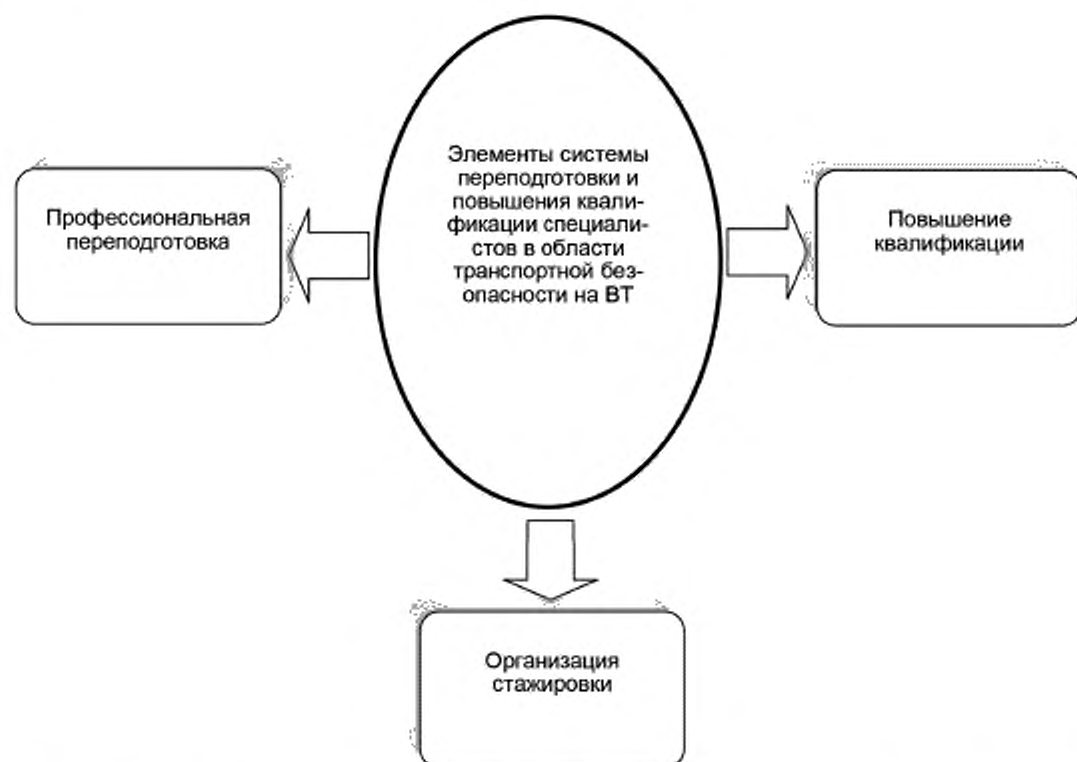 Элементы системы
переподготовки и
повышения квали-
фикации специали-
стов в области
транспортной без-
опасности на ВТ
Профессиональная
переподготовка
Повышение
квалификации
Организация
стажировки